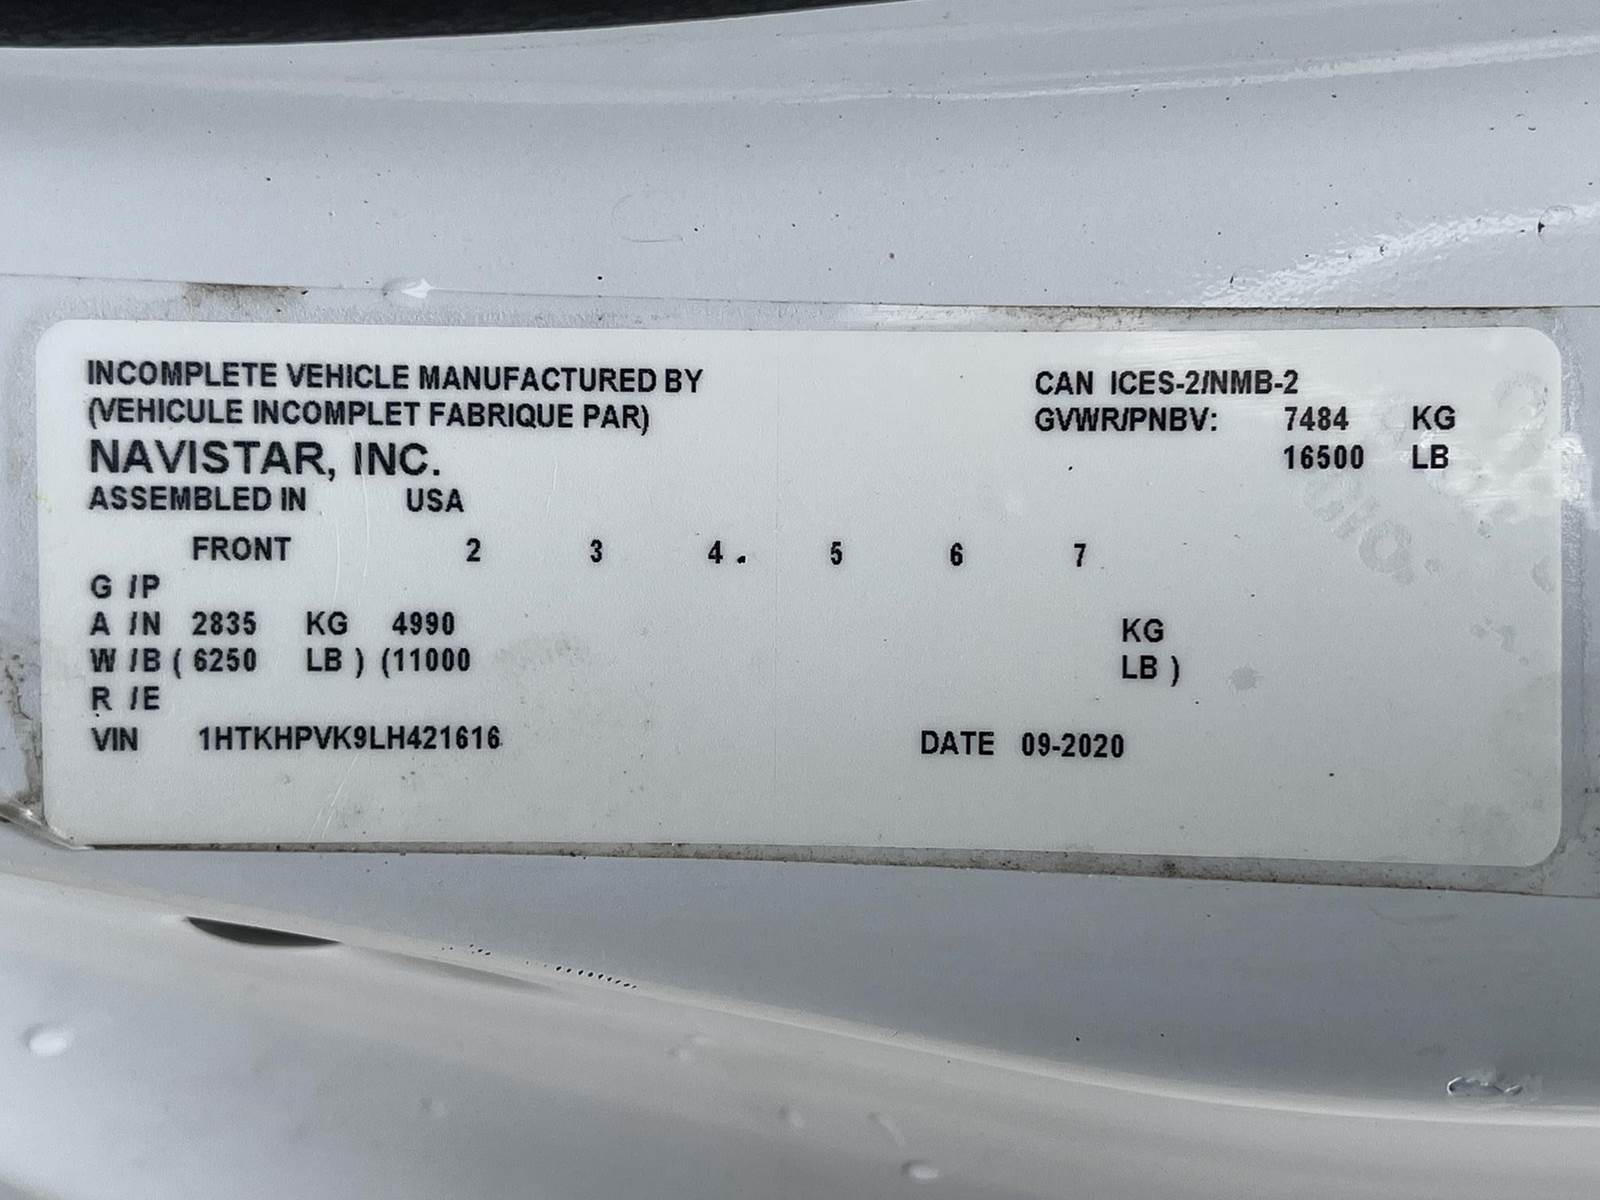 INCOMPLETE VEHICLE MANUFACTURED BY
(VEHICULE INCOMPLET FABRIQUE PAR)
NAVISTAR, INC.
ASSEMBLED IN USA
CAN ICES-2/NMB-2
GVWR/PNBV: 7484 KG
16500 LB
FRONT 2 3 4 5 6 7
G /P
A /N 2835 KG 4990 KG
W /B ( 6250 LB ) (11000 LB )
R /E
VIN 1HTKHPVK9LH421616 DATE 09-2020